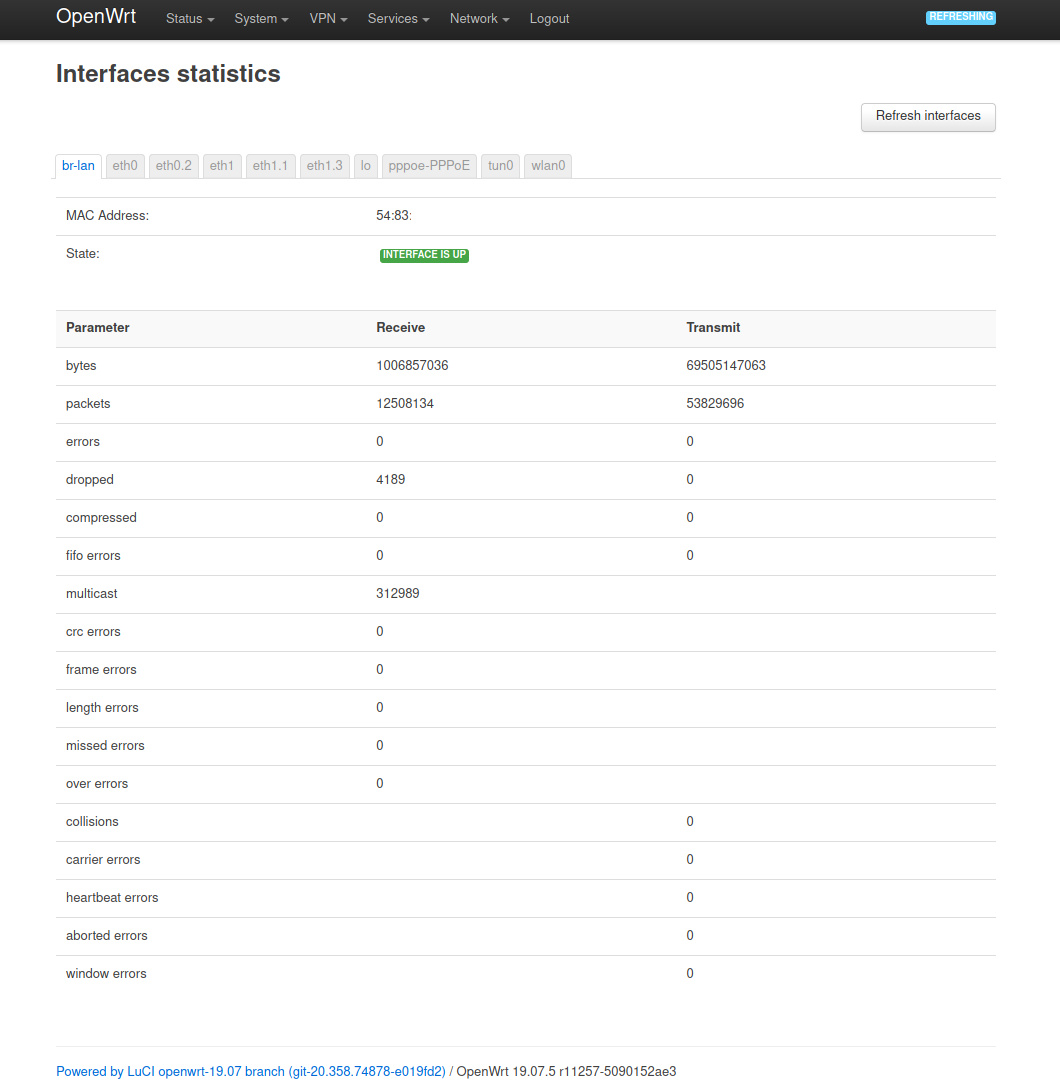 OpenWrt Status System VPN Services Network Logout REFRESHING
Interfaces statistics
Refresh interfaces
br-lan eth0 eth0.2 eth1 eth1.1 eth1.3 lo pppoe-PPPoE tun0 wlan0
MAC Address: 54:83:
State: INTERFACE IS UP
Parameter Receive Transmit
bytes 1006857036 69505147063
packets 12508134 53829696
errors 0 0
dropped 4189 0
compressed 0 0
fifo errors 0 0
multicast 312989
crc errors 0
frame errors 0
length errors 0
missed errors 0
over errors 0
collisions 0
carrier errors 0
heartbeat errors 0
aborted errors 0
window errors 0
Powered by LuCI openwrt-19.07 branch (git-20.358.74878-e019fd2) / OpenWrt 19.07.5 r11257-5090152ae3